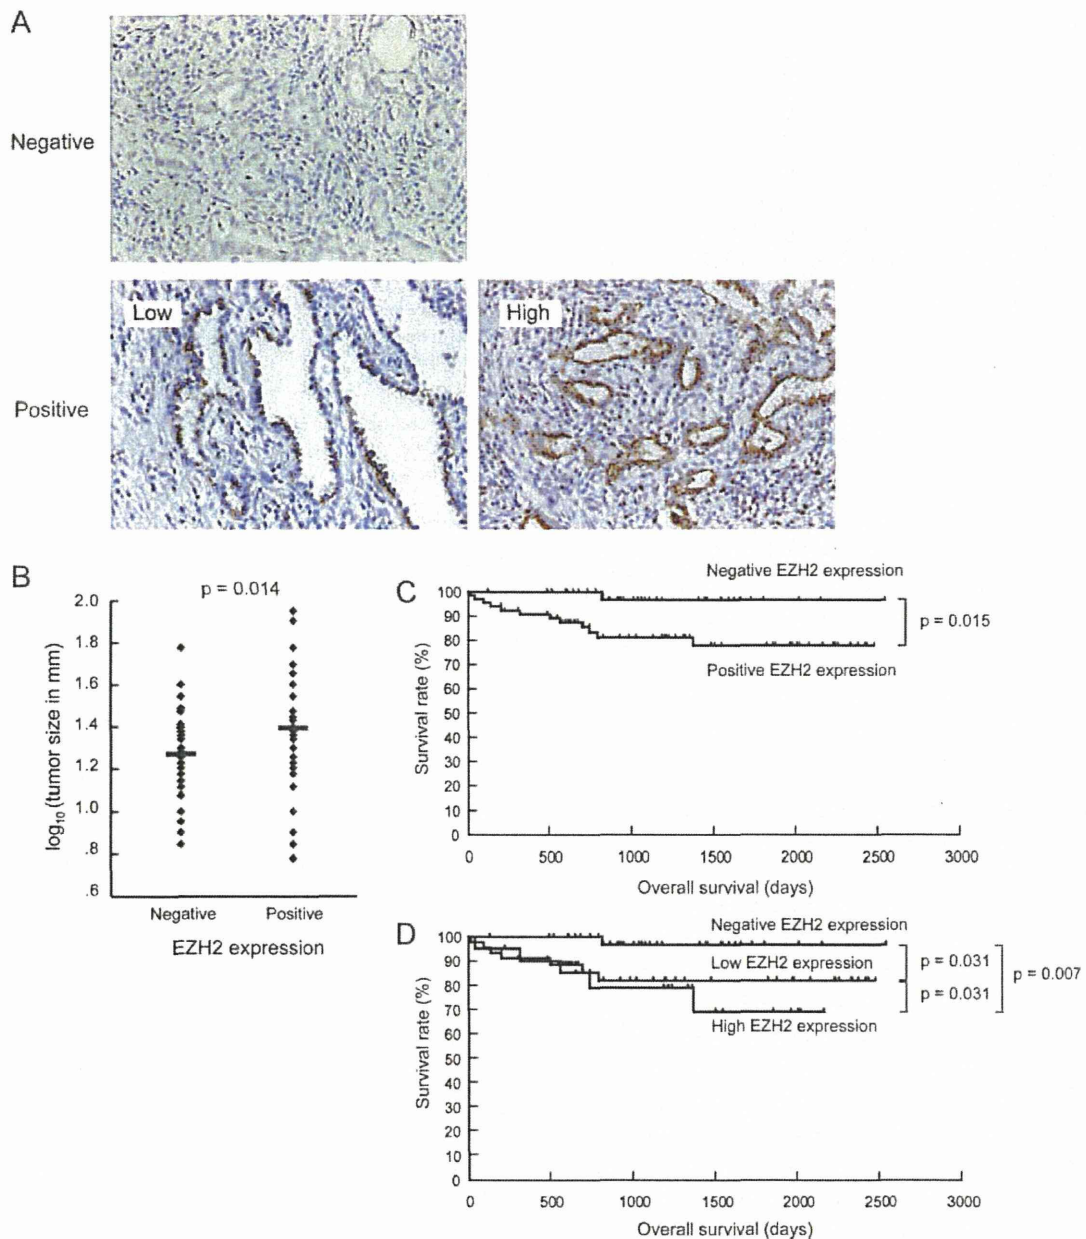 A
Negative
Positive
Low
High
B
p = 0.014
2.0
1.8
1.6
1.4
1.2
1.0
.8
.6
log10 (tumor size in mm)
Negative Positive
EZH2 expression
C
Negative EZH2 expression
p = 0.015
Positive EZH2 expression
100
90
80
70
60
50
40
30
20
10
0
Survival rate (%)
0 500 1000 1500 2000 2500 3000
Overall survival (days)
D
Negative EZH2 expression
Low EZH2 expression
High EZH2 expression
p = 0.031
p = 0.031
p = 0.007
100
90
80
70
60
50
40
30
20
10
0
Survival rate (%)
0 500 1000 1500 2000 2500 3000
Overall survival (days)